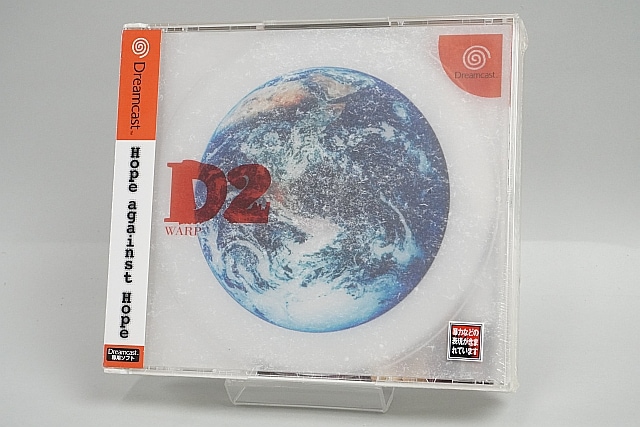 Dreamcast™
Hope against Hope
Dreamcast
専用ソフト
Dreamcast
D2
WARP
暴力などの
表現が含ま
れています